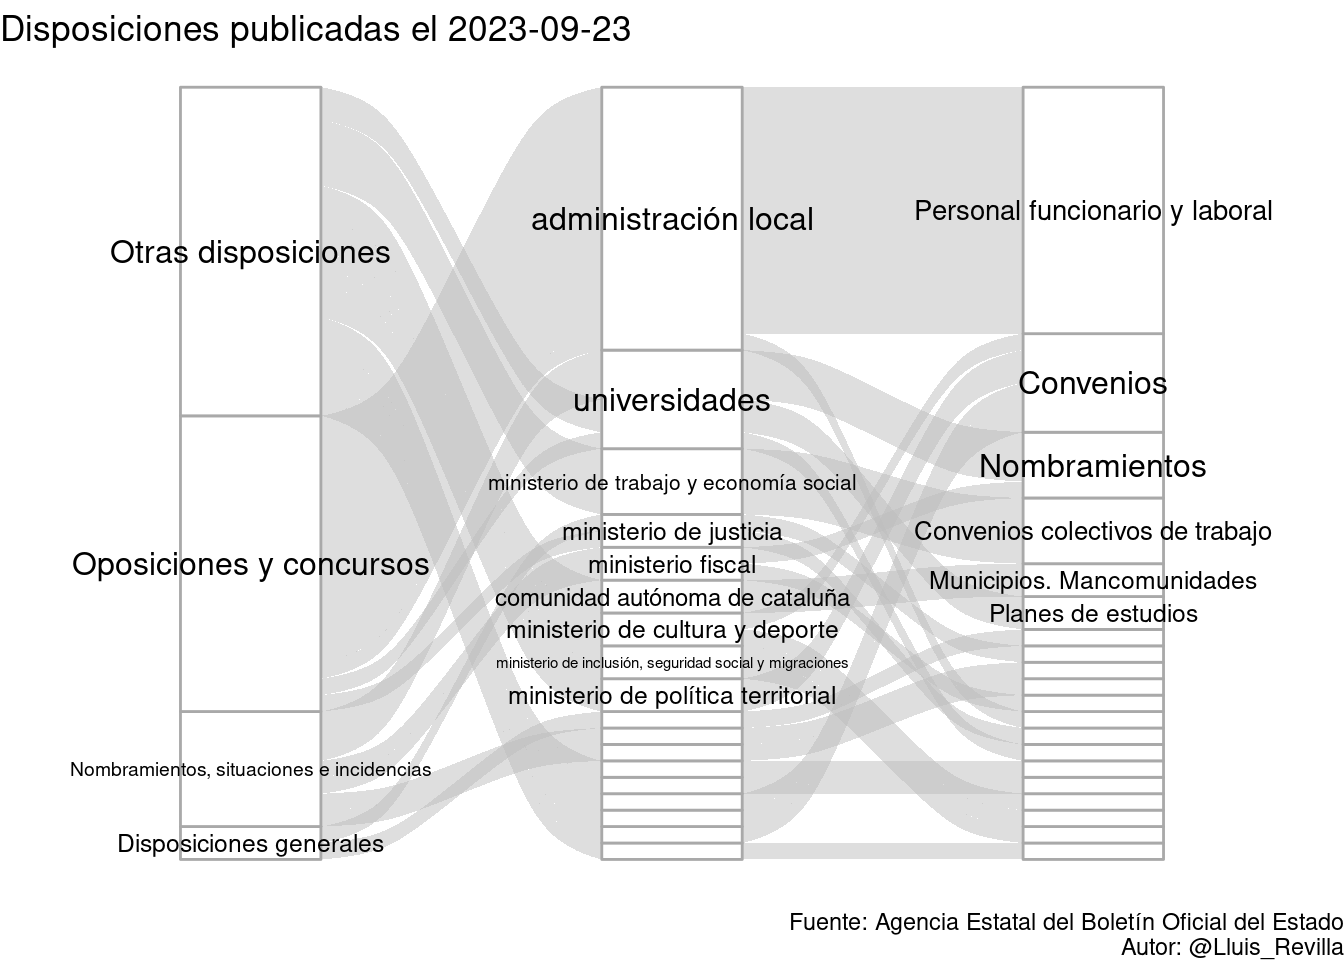 Disposiciones publicadas el 2023-09-23
Otras disposiciones
Oposiciones y concursos
Nombramientos, situaciones e incidencias
Disposiciones generales
administración local
universidades
ministerio de trabajo y economía social
ministerio de justicia
ministerio fiscal
comunidad autónoma de cataluña
ministerio de cultura y deporte
ministerio de inclusión, seguridad social y migraciones
ministerio de política territorial
Personal funcionario y laboral
Convenios
Nombramientos
Convenios colectivos de trabajo
Municipios. Mancomunidades
Planes de estudios
Fuente: Agencia Estatal del Boletín Oficial del Estado
Autor: @Lluis_Revilla